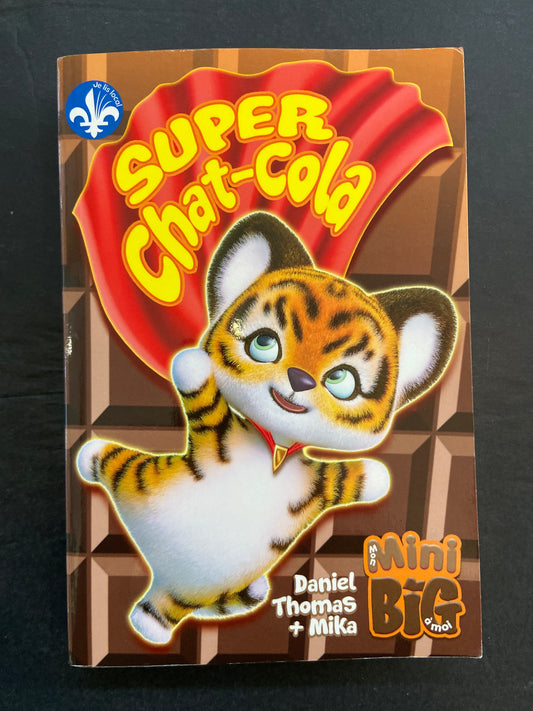 Je lis local
SUPER
Chat-Cola
Daniel
Thomas
+ Mika
Mon
Mini
BiG
à moi